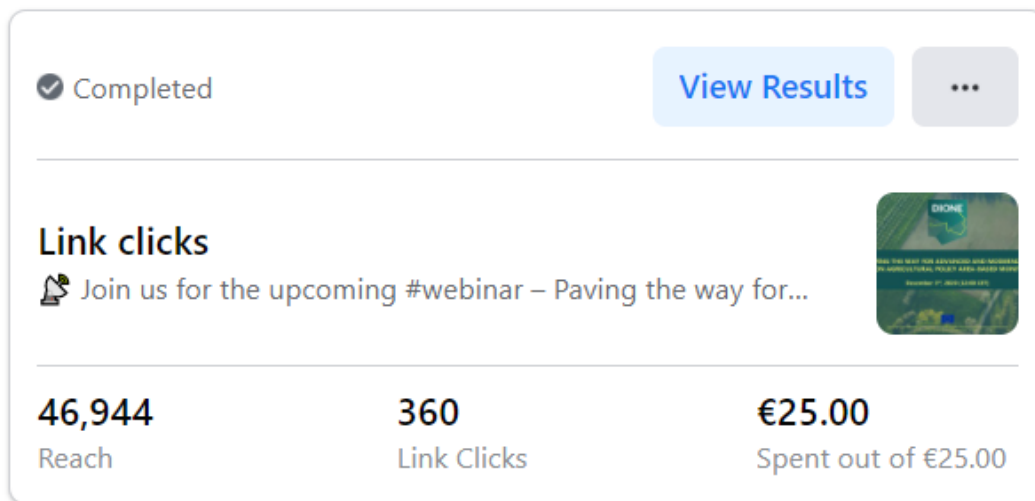 Completed
View Results
...
Link clicks
📡 Join us for the upcoming #webinar – Paving the way for...
DIONE
46,944
360
€25.00
Reach
Link Clicks
Spent out of €25.00